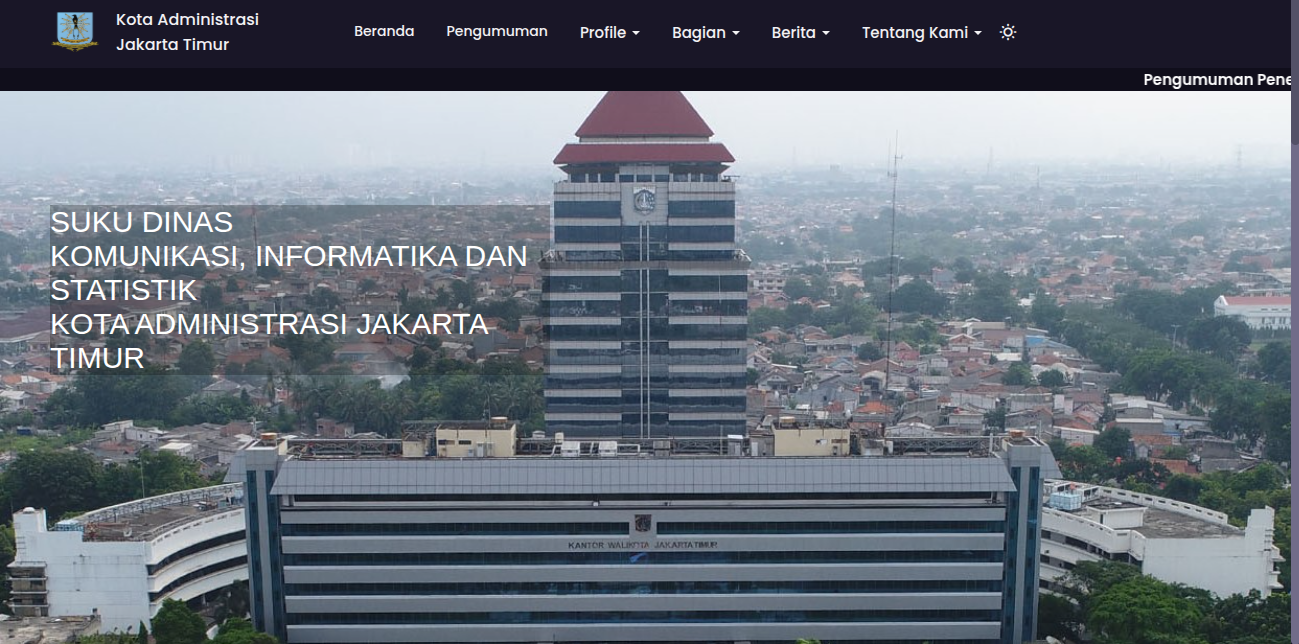 Kota Administrasi
Jakarta Timur
Beranda
Pengumuman
Profile
Bagian
Berita
Tentang Kami
Pengumuman Pene
SUKU DINAS
KOMUNIKASI, INFORMATIKA DAN
STATISTIK
KOTA ADMINISTRASI JAKARTA
TIMUR
KANTOR WALIKOTA JAKARTA TIMUR